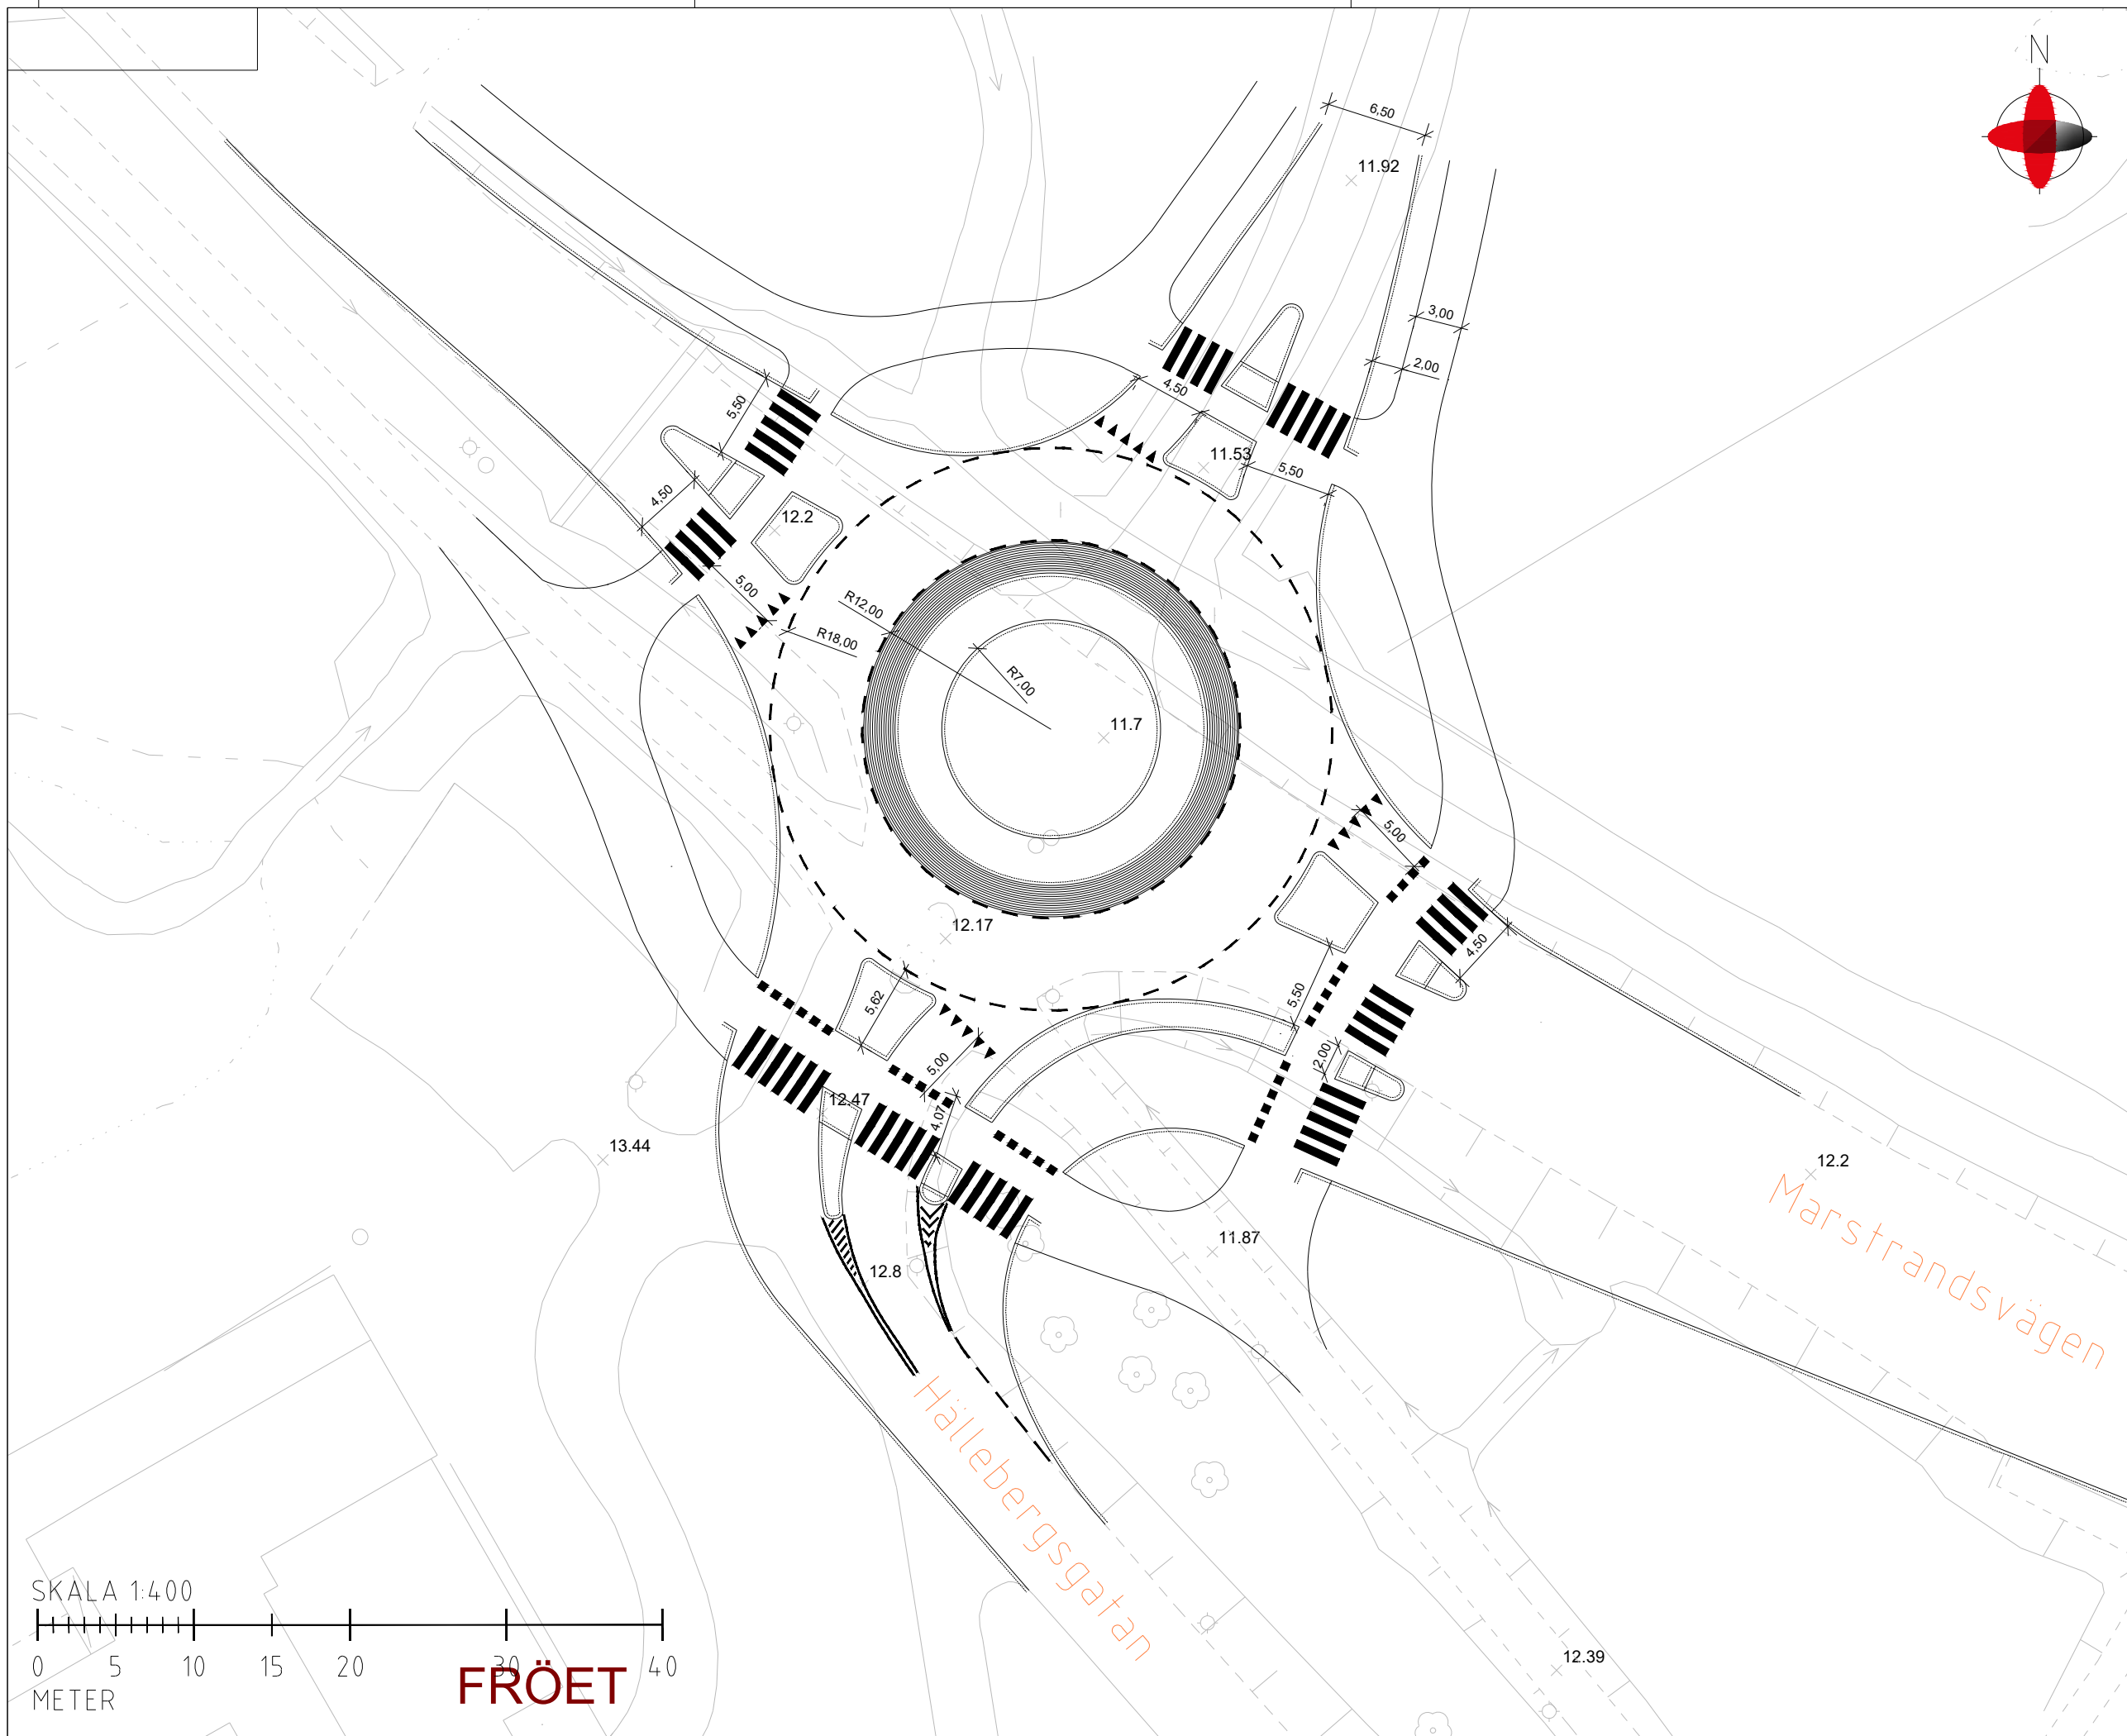 N
6,50
11.92
3,00
2,00
4,50
5,50
11.53
5,50
4,50
12.2
5,00
R12,00
R18,00
R7,00
11.7
5,00
4,50
12.17
5,62
5,50
5,00
2,00
4,07
12.47
13.44
12.2
Marstrandsvägen
11.87
12.8
Hällebergsgatan
SKALA 1:400
0 5 10 15 20 30 40
METER
FRÖET
12.39